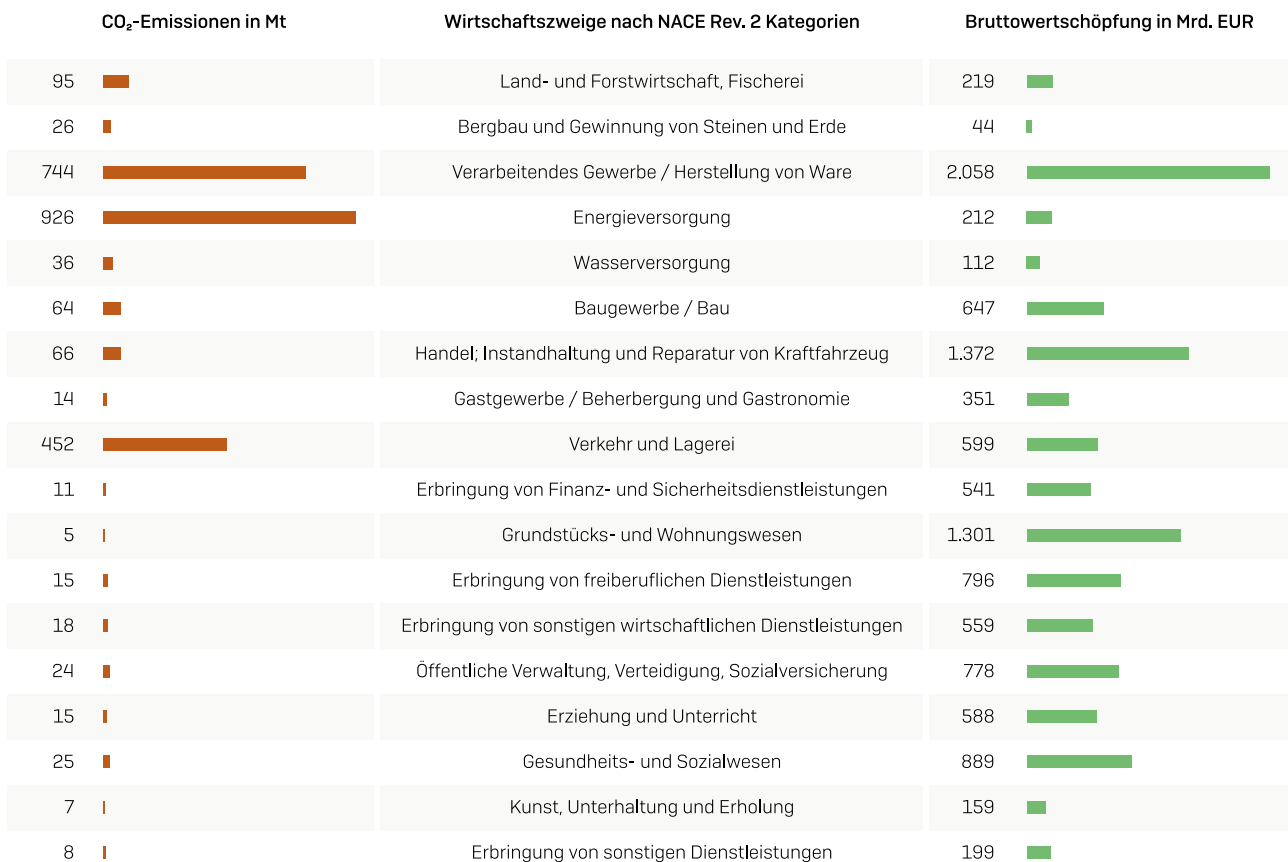 CO₂-Emissionen in Mt Wirtschaftszweige nach NACE Rev. 2 Kategorien Bruttowertschöpfung in Mrd. EUR
95 Land- und Forstwirtschaft, Fischerei 219
26 Bergbau und Gewinnung von Steinen und Erde 44
744 Verarbeitendes Gewerbe / Herstellung von Ware 2.058
926 Energieversorgung 212
36 Wasserversorgung 112
64 Baugewerbe / Bau 647
66 Handel; Instandhaltung und Reparatur von Kraftfahrzeug 1.372
14 Gastgewerbe / Beherbergung und Gastronomie 351
452 Verkehr und Lagerei 599
11 Erbringung von Finanz- und Sicherheitsdienstleistungen 541
5 Grundstücks- und Wohnungswesen 1.301
15 Erbringung von freiberuflichen Dienstleistungen 796
18 Erbringung von sonstigen wirtschaftlichen Dienstleistungen 559
24 Öffentliche Verwaltung, Verteidigung, Sozialversicherung 778
15 Erziehung und Unterricht 588
25 Gesundheits- und Sozialwesen 889
7 Kunst, Unterhaltung und Erholung 159
8 Erbringung von sonstigen Dienstleistungen 199